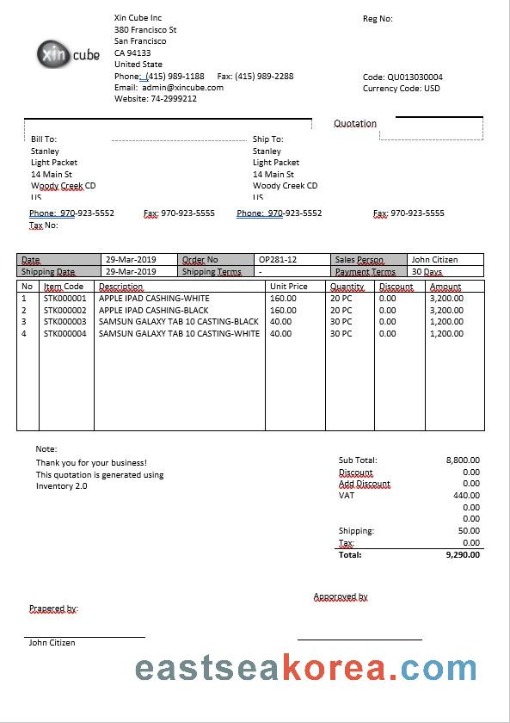 Xin Cube Inc
Reg No:
380 Francisco St
San Francisco
xin cube
CA 94133
United State
Phone: (415) 989-1188 Fax: (415) 989-2288
Code: QU013030004
Email: admin@xincube.com
Currency Code: USD
Website: 74-2999212
Quotation
Bill To:
Stanley
Light Packet
14 Main St
Woody Creek CD
US
Ship To:
Stanley
Light Packet
14 Main St
Woody Creek CD
US
Phone: 970-923-5552 Fax: 970-923-5555 Phone: 970-923-5552 Fax: 970-923-5555
Tax No:
Date 29-Mar-2019 Order No OP281-12 Sales Person John Citizen
Shipping Date 29-Mar-2019 Shipping Terms - Payment Terms 30 Days
No Item Code Description Unit Price Quantity Discount Amount
1 STK000001 APPLE IPAD CASHING-WHITE 160.00 20 PC 0.00 3,200.00
2 STK000002 APPLE IPAD CASHING-BLACK 160.00 20 PC 0.00 3,200.00
3 STK000003 SAMSUN GALAXY TAB 10 CASTING-BLACK 40.00 30 PC 0.00 1,200.00
4 STK000004 SAMSUN GALAXY TAB 10 CASTING-WHITE 40.00 30 PC 0.00 1,200.00
Note:
Thank you for your business!
This quotation is generated using
Inventory 2.0
Sub Total: 8,800.00
Discount 0.00
Add Discount 0.00
VAT 440.00
0.00
0.00
Shipping: 50.00
Tax: 0.00
Total: 9,290.00
Apporoved by
Prapered by:
John Citizen
eastseakorea.com